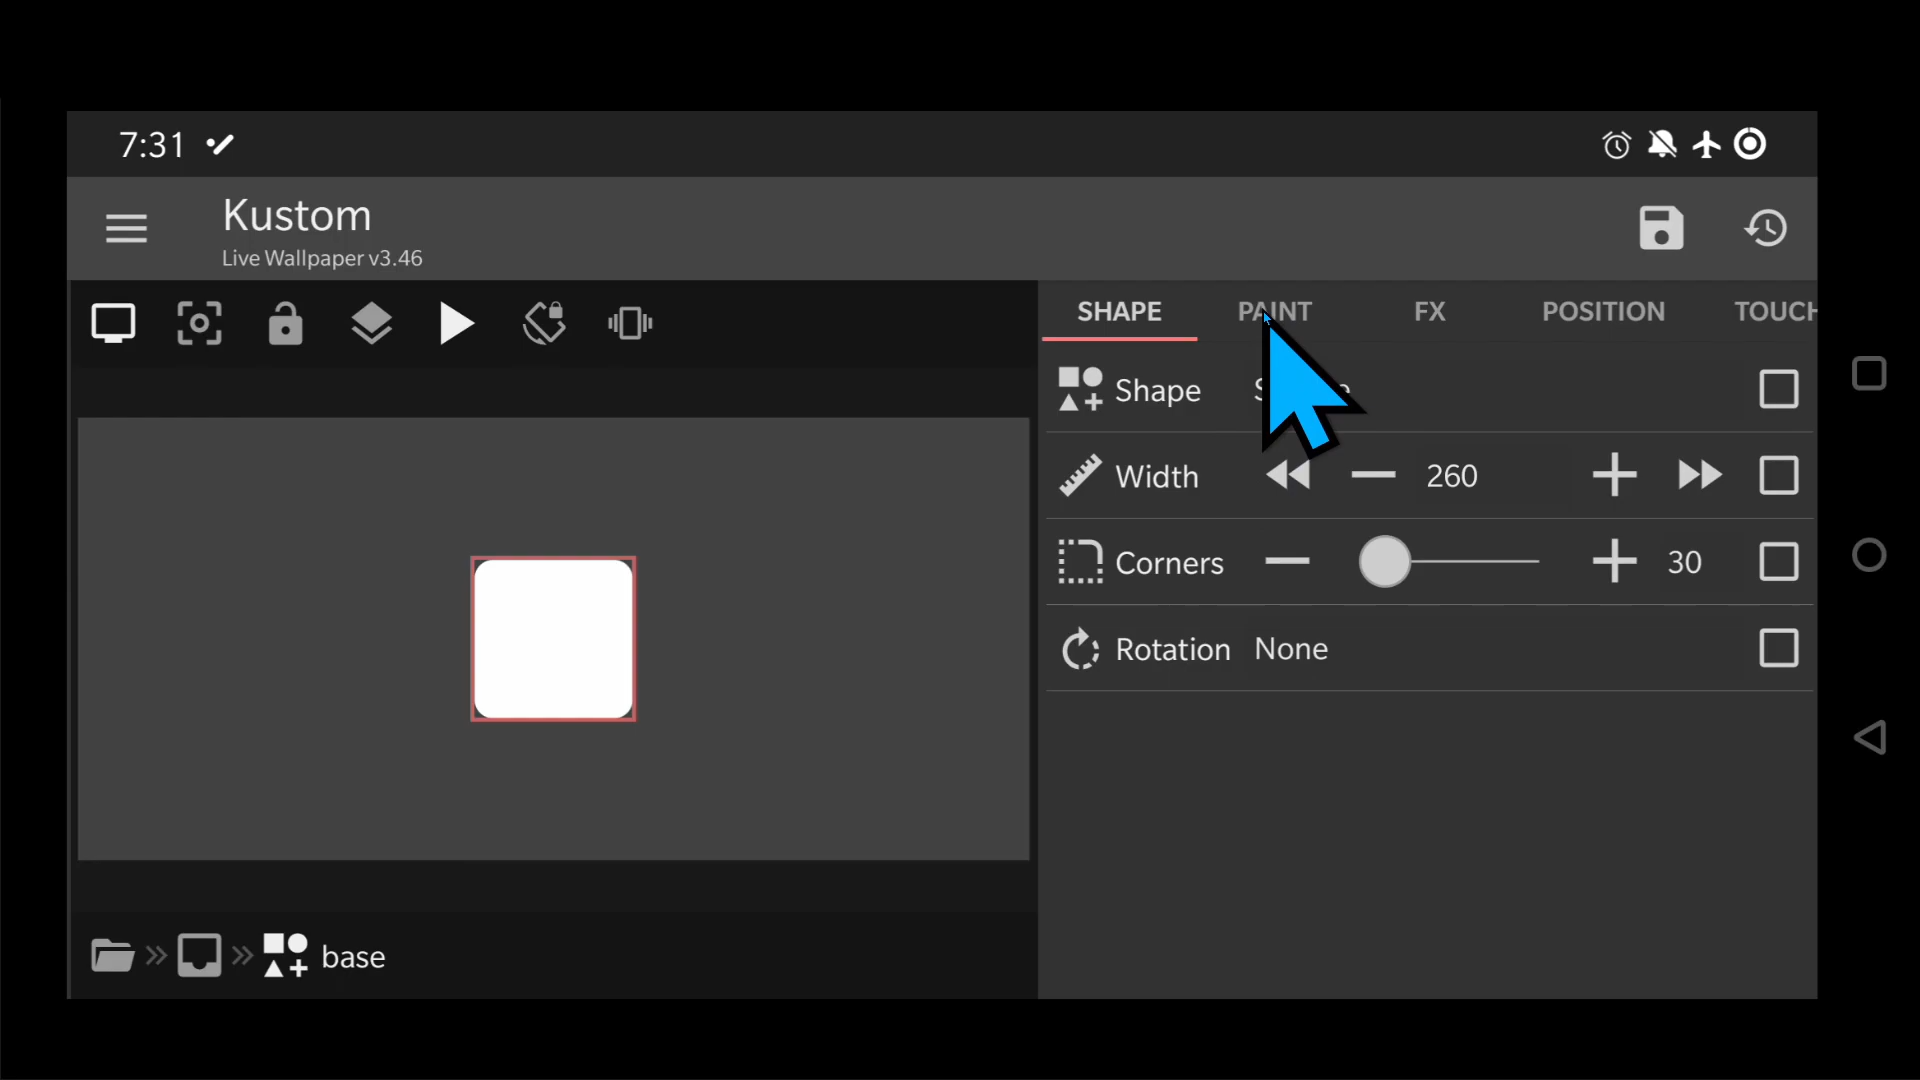 7:31
Kustom
Live Wallpaper v3.46
SHAPE PAINT FX POSITION TOUCH
Shape
Width 260
Corners 30
Rotation None
base